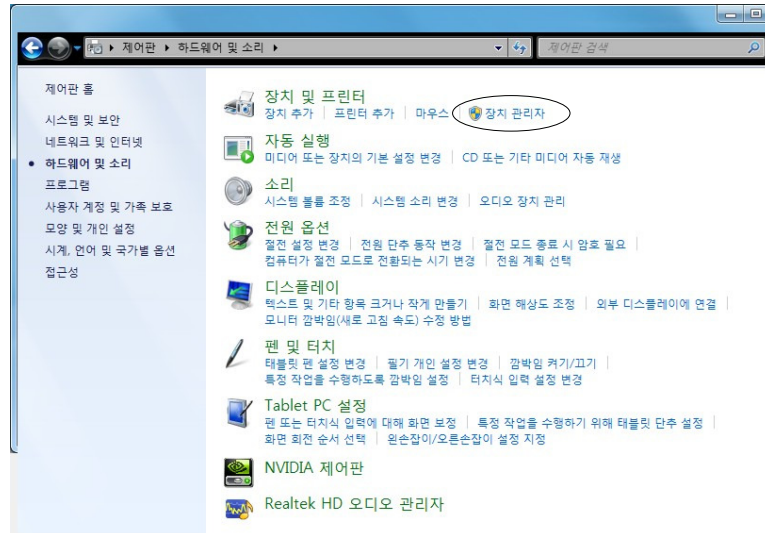 제어판 ▸ 하드웨어 및 소리 ▸
제어판 검색
제어판 홈
시스템 및 보안
네트워크 및 인터넷
하드웨어 및 소리
프로그램
사용자 계정 및 가족 보호
모양 및 개인 설정
시계, 언어 및 국가별 옵션
접근성
장치 및 프린터
장치 추가 | 프린터 추가 | 마우스 | 장치 관리자
자동 실행
미디어 또는 장치의 기본 설정 변경 | CD 또는 기타 미디어 자동 재생
소리
시스템 볼륨 조정 | 시스템 소리 변경 | 오디오 장치 관리
전원 옵션
절전 설정 변경 | 전원 단추 동작 변경 | 절전 모드 종료 시 암호 필요 |
컴퓨터가 절전 모드로 전환되는 시기 변경 | 전원 계획 선택
디스플레이
텍스트 및 기타 항목 크거나 작게 만들기 | 화면 해상도 조정 | 외부 디스플레이에 연결 |
모니터 깜박임(새로 고침 속도) 수정 방법
펜 및 터치
태블릿 펜 설정 변경 | 필기 개인 설정 변경 | 깜박임 켜기/끄기 |
특정 작업을 수행하도록 깜박임 설정 | 터치식 입력 설정 변경
Tablet PC 설정
펜 또는 터치식 입력에 대해 화면 보정 | 특정 작업을 수행하기 위해 태블릿 단추 설정 |
화면 회전 순서 선택 | 왼손잡이/오른손잡이 설정 지정
NVIDIA 제어판
Realtek HD 오디오 관리자